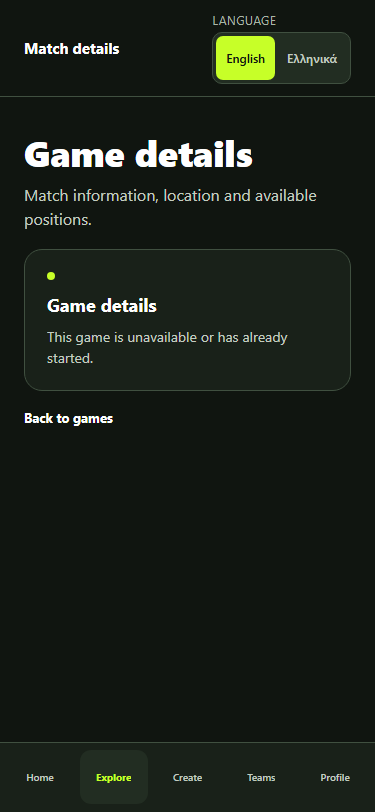 LANGUAGE
Match details
English
Ελληνικά
Game details
Match information, location and available
positions.
Game details
This game is unavailable or has already
started.
Back to games
Home
Explore
Create
Teams
Profile